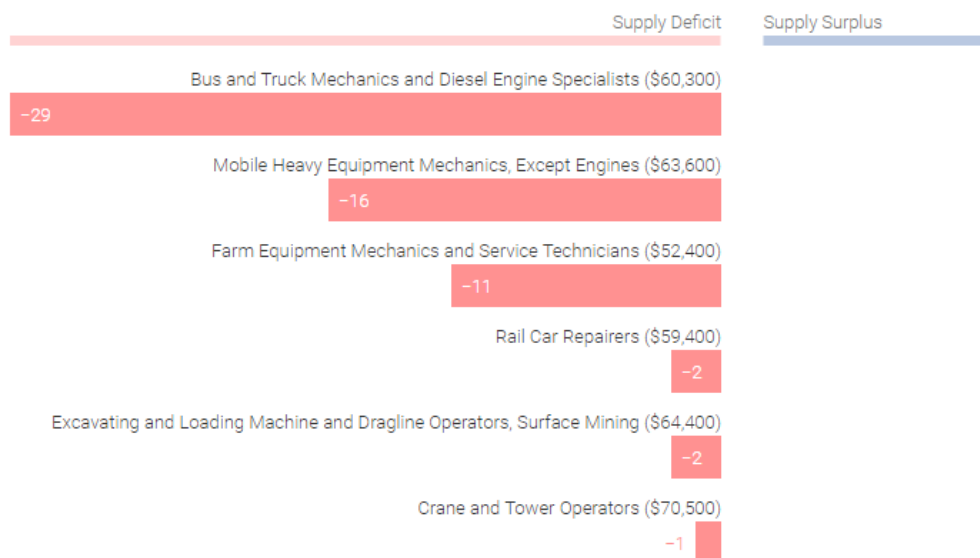 Supply Deficit Supply Surplus
Bus and Truck Mechanics and Diesel Engine Specialists ($60,300)
−29
Mobile Heavy Equipment Mechanics, Except Engines ($63,600)
−16
Farm Equipment Mechanics and Service Technicians ($52,400)
−11
Rail Car Repairers ($59,400)
−2
Excavating and Loading Machine and Dragline Operators, Surface Mining ($64,400)
−2
Crane and Tower Operators ($70,500)
−1